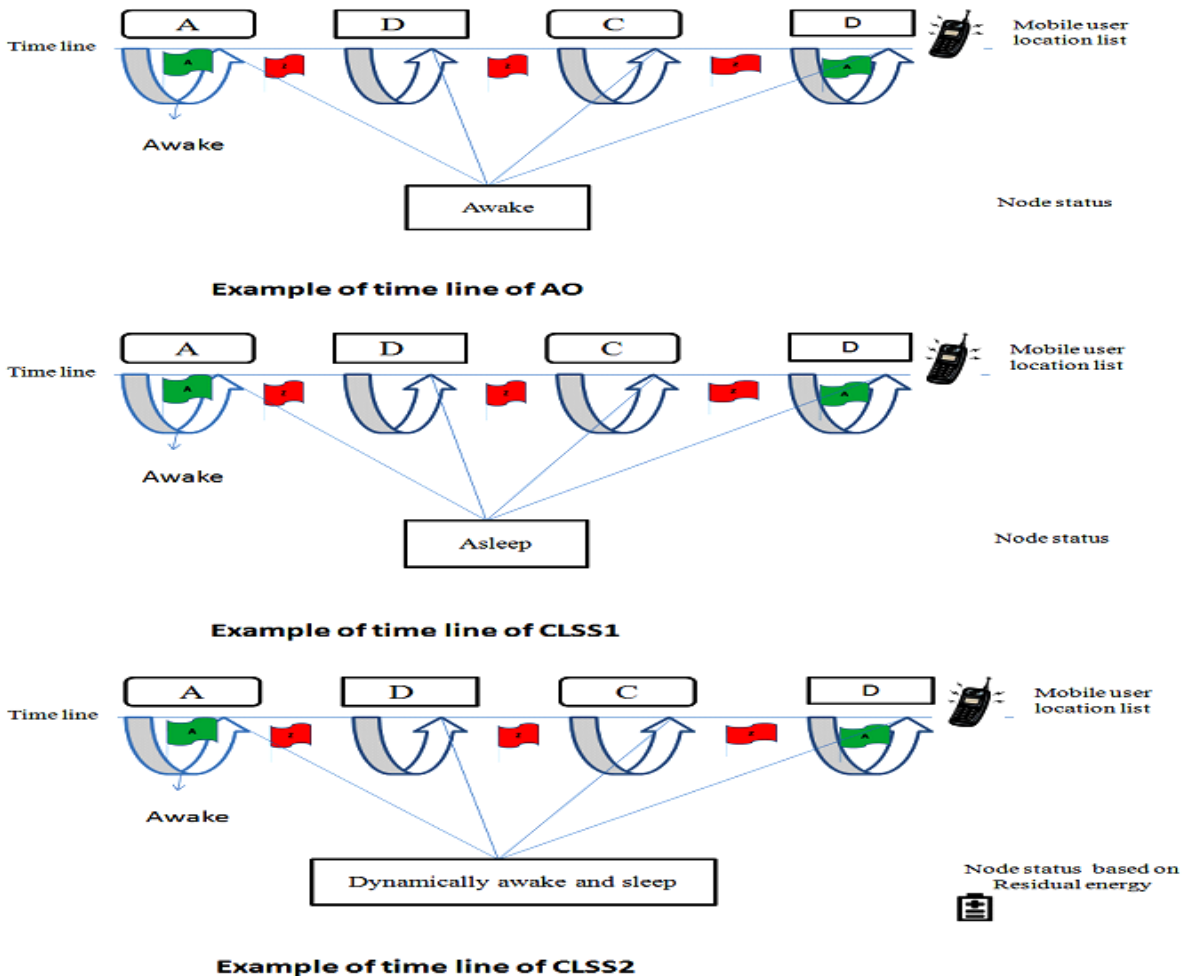 A D C D
Mobile user
location list
Time line
A z z z A
Awake
Awake
Node status
Example of time line of AO
A D C D
Mobile user
location list
Time line
A z z z A
Awake
Asleep
Node status
Example of time line of CLSS1
A D C D
Mobile user
location list
Time line
A z z z A
Awake
Dynamically awake and sleep
Node status based on
Residual energy
Example of time line of CLSS2